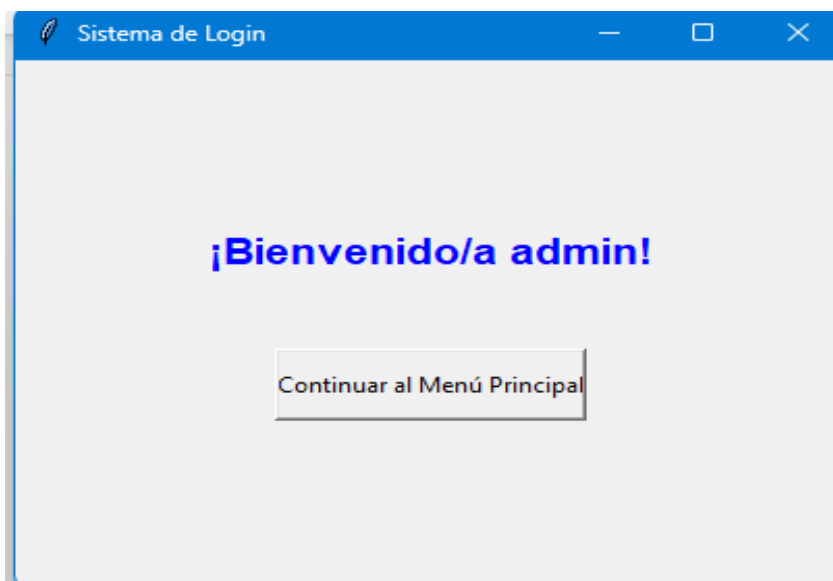 Sistema de Login
¡Bienvenido/a admin!
Continuar al Menú Principal